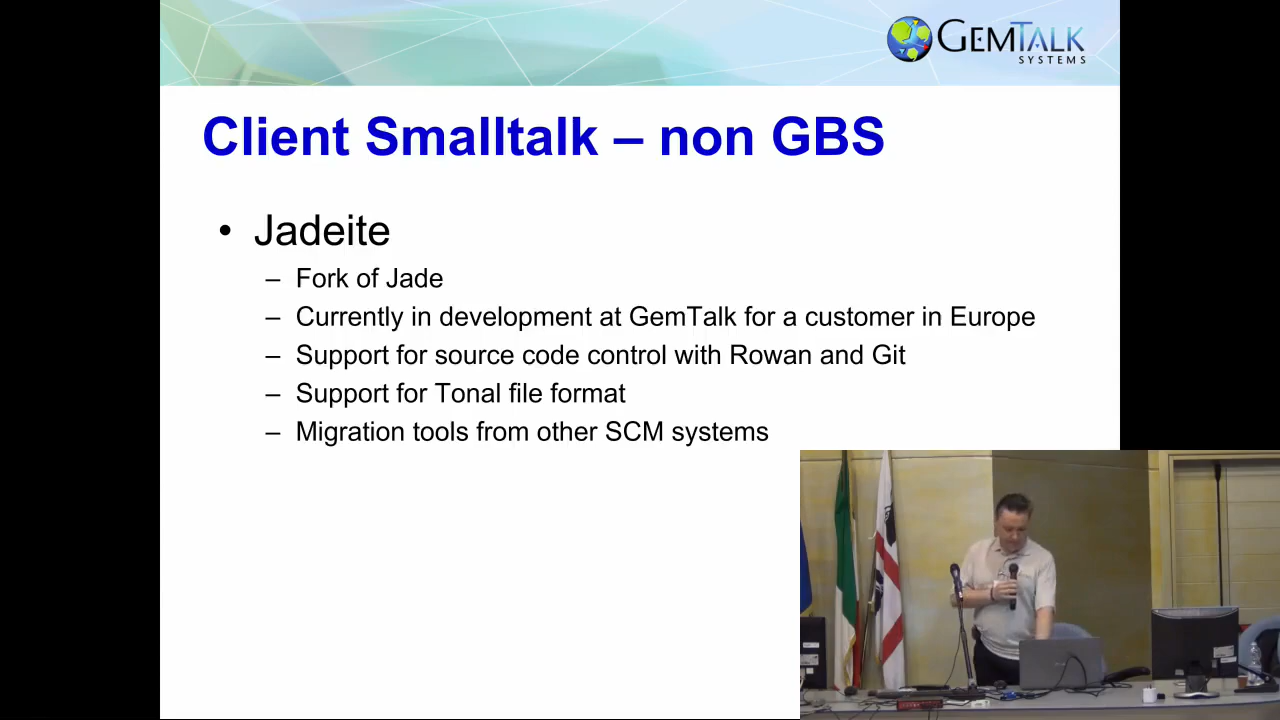 GEMTALK
SYSTEMS
Client Smalltalk – non GBS
• Jadeite
– Fork of Jade
– Currently in development at GemTalk for a customer in Europe
– Support for source code control with Rowan and Git
– Support for Tonal file format
– Migration tools from other SCM systems